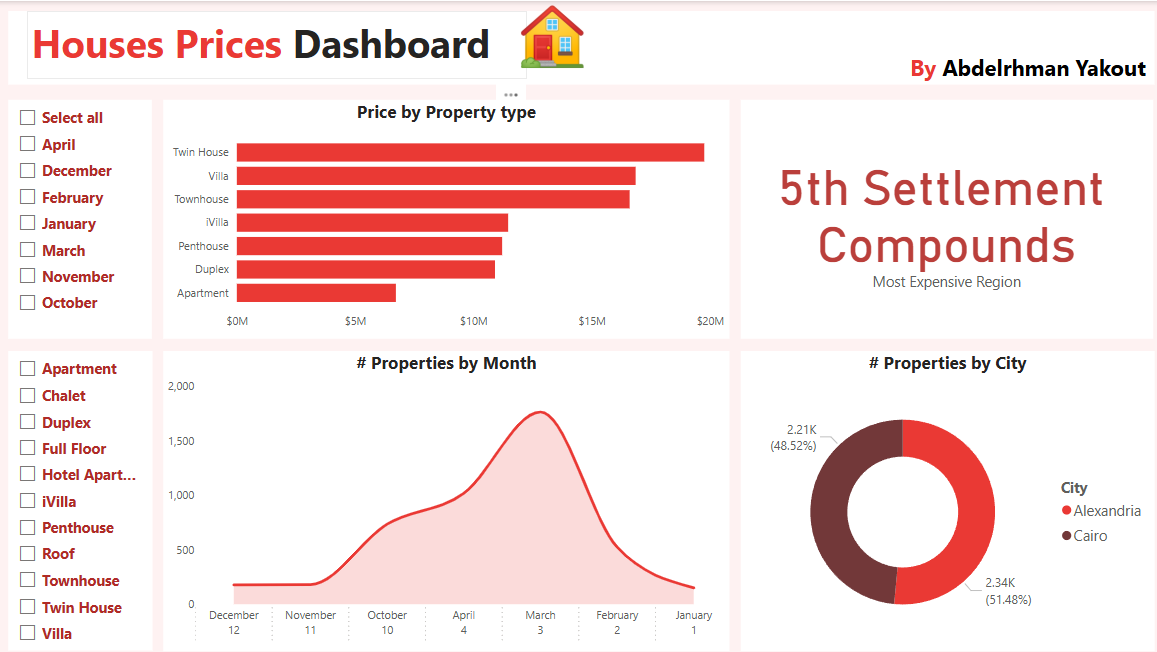 Houses Prices Dashboard
By Abdelrhman Yakout
Select all
April
December
February
January
March
November
October
Price by Property type
Twin House
Villa
Townhouse
iVilla
Penthouse
Duplex
Apartment
$0M $5M $10M $15M $20M
5th Settlement
Compounds
Most Expensive Region
Apartment
Chalet
Duplex
Full Floor
Hotel Apart...
iVilla
Penthouse
Roof
Townhouse
Twin House
Villa
# Properties by Month
2,000
1,500
1,000
500
0
December November October April March February January
12 11 10 4 3 2 1
# Properties by City
2.21K
(48.52%)
2.34K
(51.48%)
City
Alexandria
Cairo